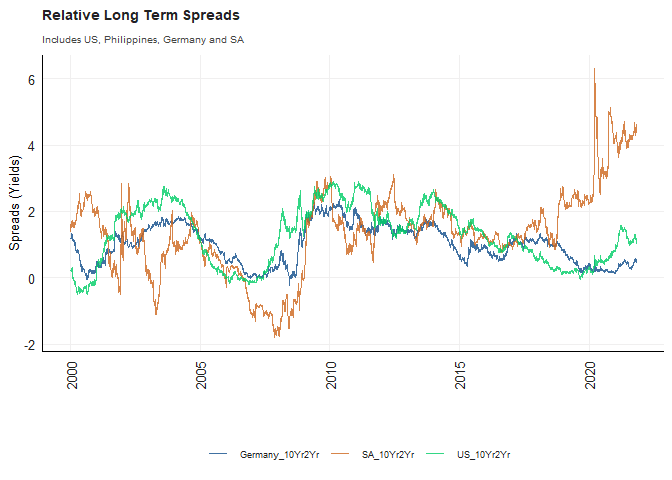 Relative Long Term Spreads
Includes US, Philippines, Germany and SA
Spreads (Yields)
6
4
2
0
-2
2000
2005
2010
2015
2020
Germany_10Yr2Yr
SA_10Yr2Yr
US_10Yr2Yr